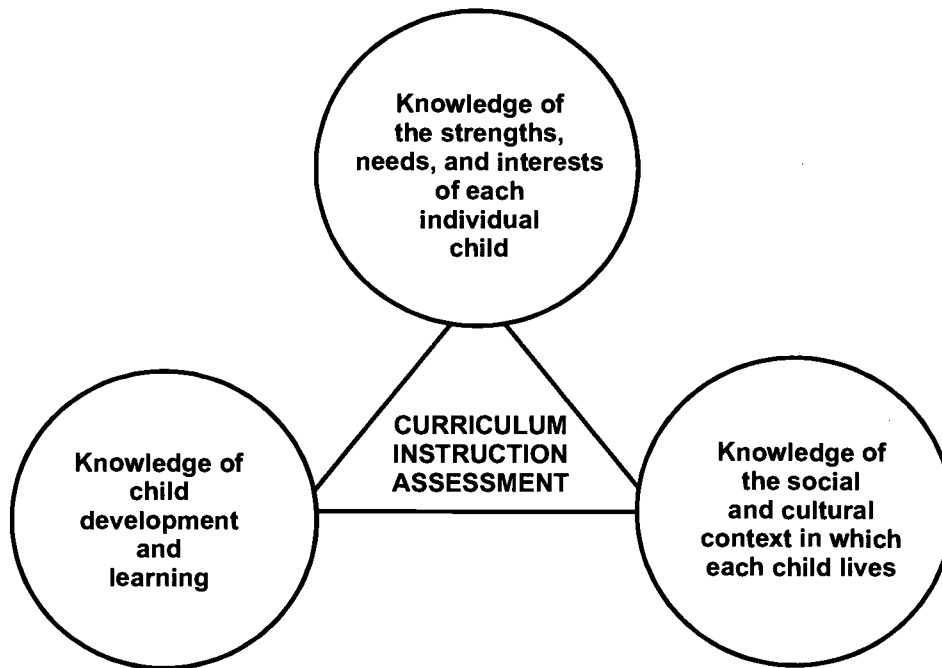 Knowledge of
the strengths,
needs, and interests
of each
individual
child
CURRICULUM
INSTRUCTION
ASSESSMENT
Knowledge of
child
development
and
learning
Knowledge of
the social
and cultural
context in which
each child lives